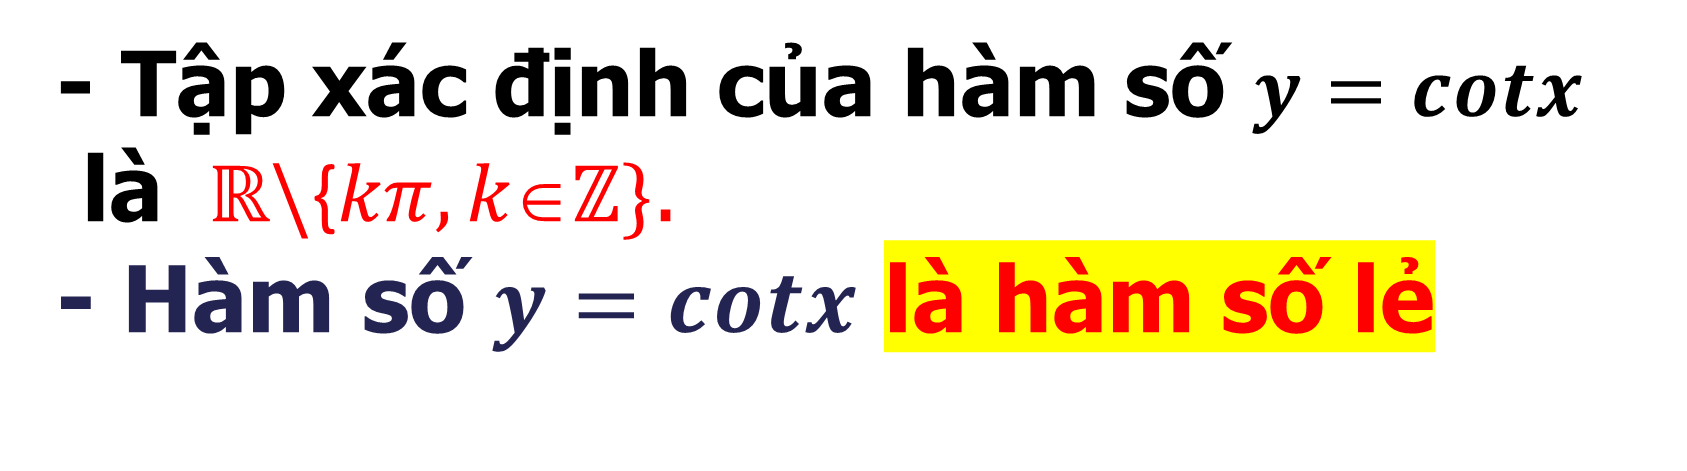 - Tập xác định của hàm số y = cotx
là ℝ\{kπ, k∈ℤ}.
- Hàm số y = cotx là hàm số lẻ